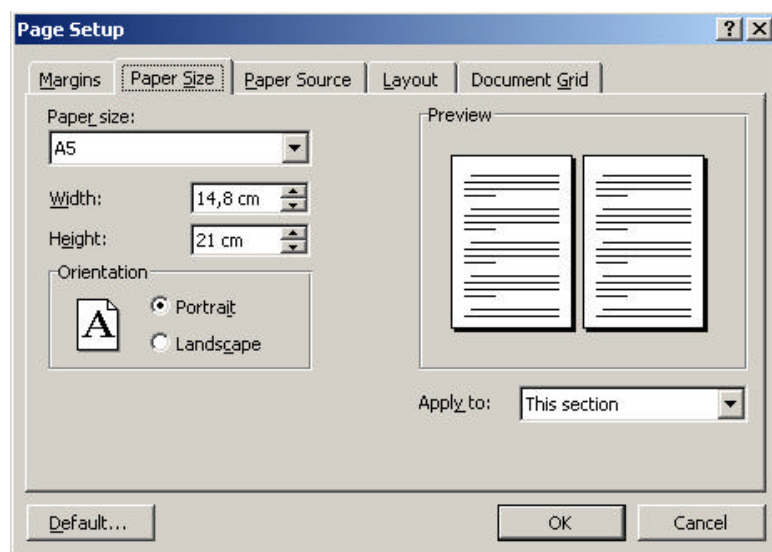 Page Setup
Margins Paper Size Paper Source Layout Document Grid
Paper size:
A5
Width: 14,8 cm
Height: 21 cm
Orientation
A
Portrait
Landscape
Preview
Apply to: This section
Default... OK Cancel